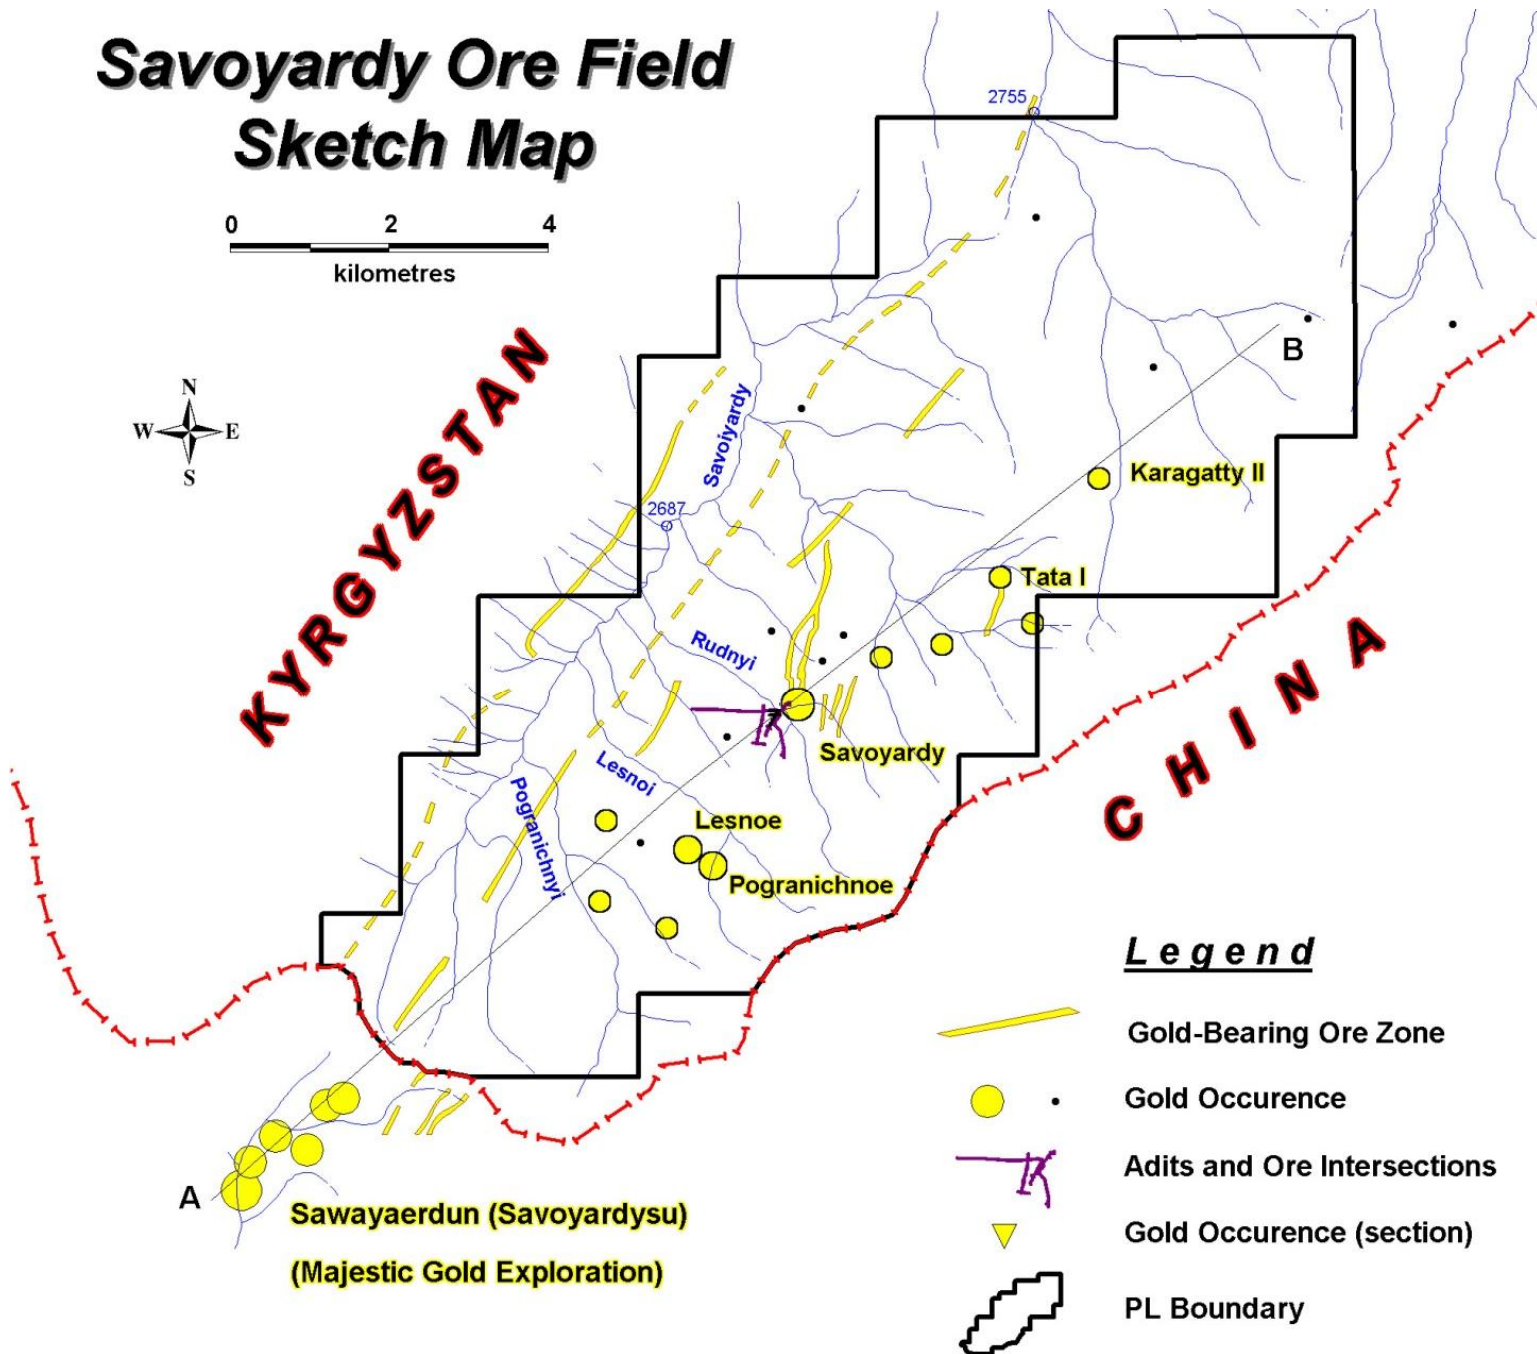 Savoyardy Ore Field
Sketch Map
0 2 4
kilometres
N
W E
S
KYRGYZSTAN
CHINA
2755
Savoiyardy
2687
B
Karagatty II
Tata I
Rudnyi
Savoyardy
Lesnoi
Pogranichnyi
Lesnoe
Pogranichnoe
A
Sawayaerdun (Savoyardysu)
(Majestic Gold Exploration)
Legend
Gold-Bearing Ore Zone
Gold Occurence
Adits and Ore Intersections
Gold Occurence (section)
PL Boundary